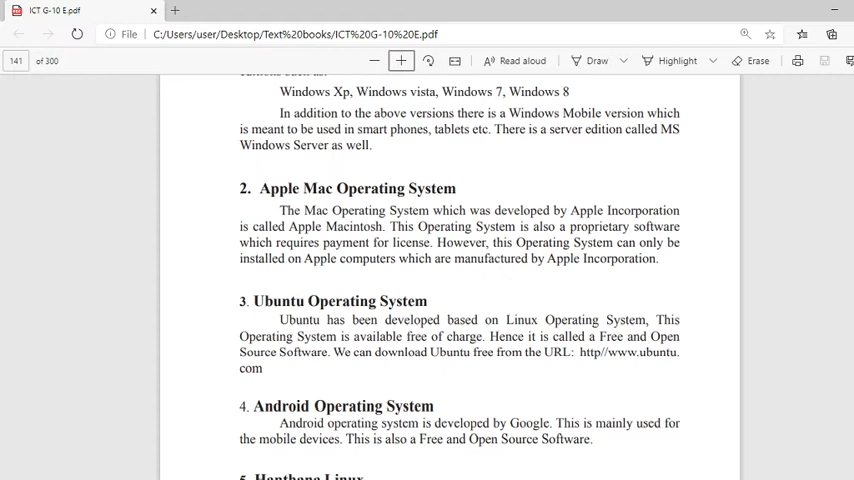 ICT G-10 E.pdf
File
C:/Users/user/Desktop/Text%20books/ICT%20G-10%20E.pdf
141 of 300
Read aloud
Draw
Highlight
Erase
editions such as:
Windows Xp, Windows vista, Windows 7, Windows 8
In addition to the above versions there is a Windows Mobile version which
is meant to be used in smart phones, tablets etc. There is a server edition called MS
Windows Server as well.
2. Apple Mac Operating System
The Mac Operating System which was developed by Apple Incorporation
is called Apple Macintosh. This Operating System is also a proprietary software
which requires payment for license. However, this Operating System can only be
installed on Apple computers which are manufactured by Apple Incorporation.
3. Ubuntu Operating System
Ubuntu has been developed based on Linux Operating System, This
Operating System is available free of charge. Hence it is called a Free and Open
Source Software. We can download Ubuntu free from the URL: http//www.ubuntu.
com
4. Android Operating System
Android operating system is developed by Google. This is mainly used for
the mobile devices. This is also a Free and Open Source Software.
5. Hanthana Linux